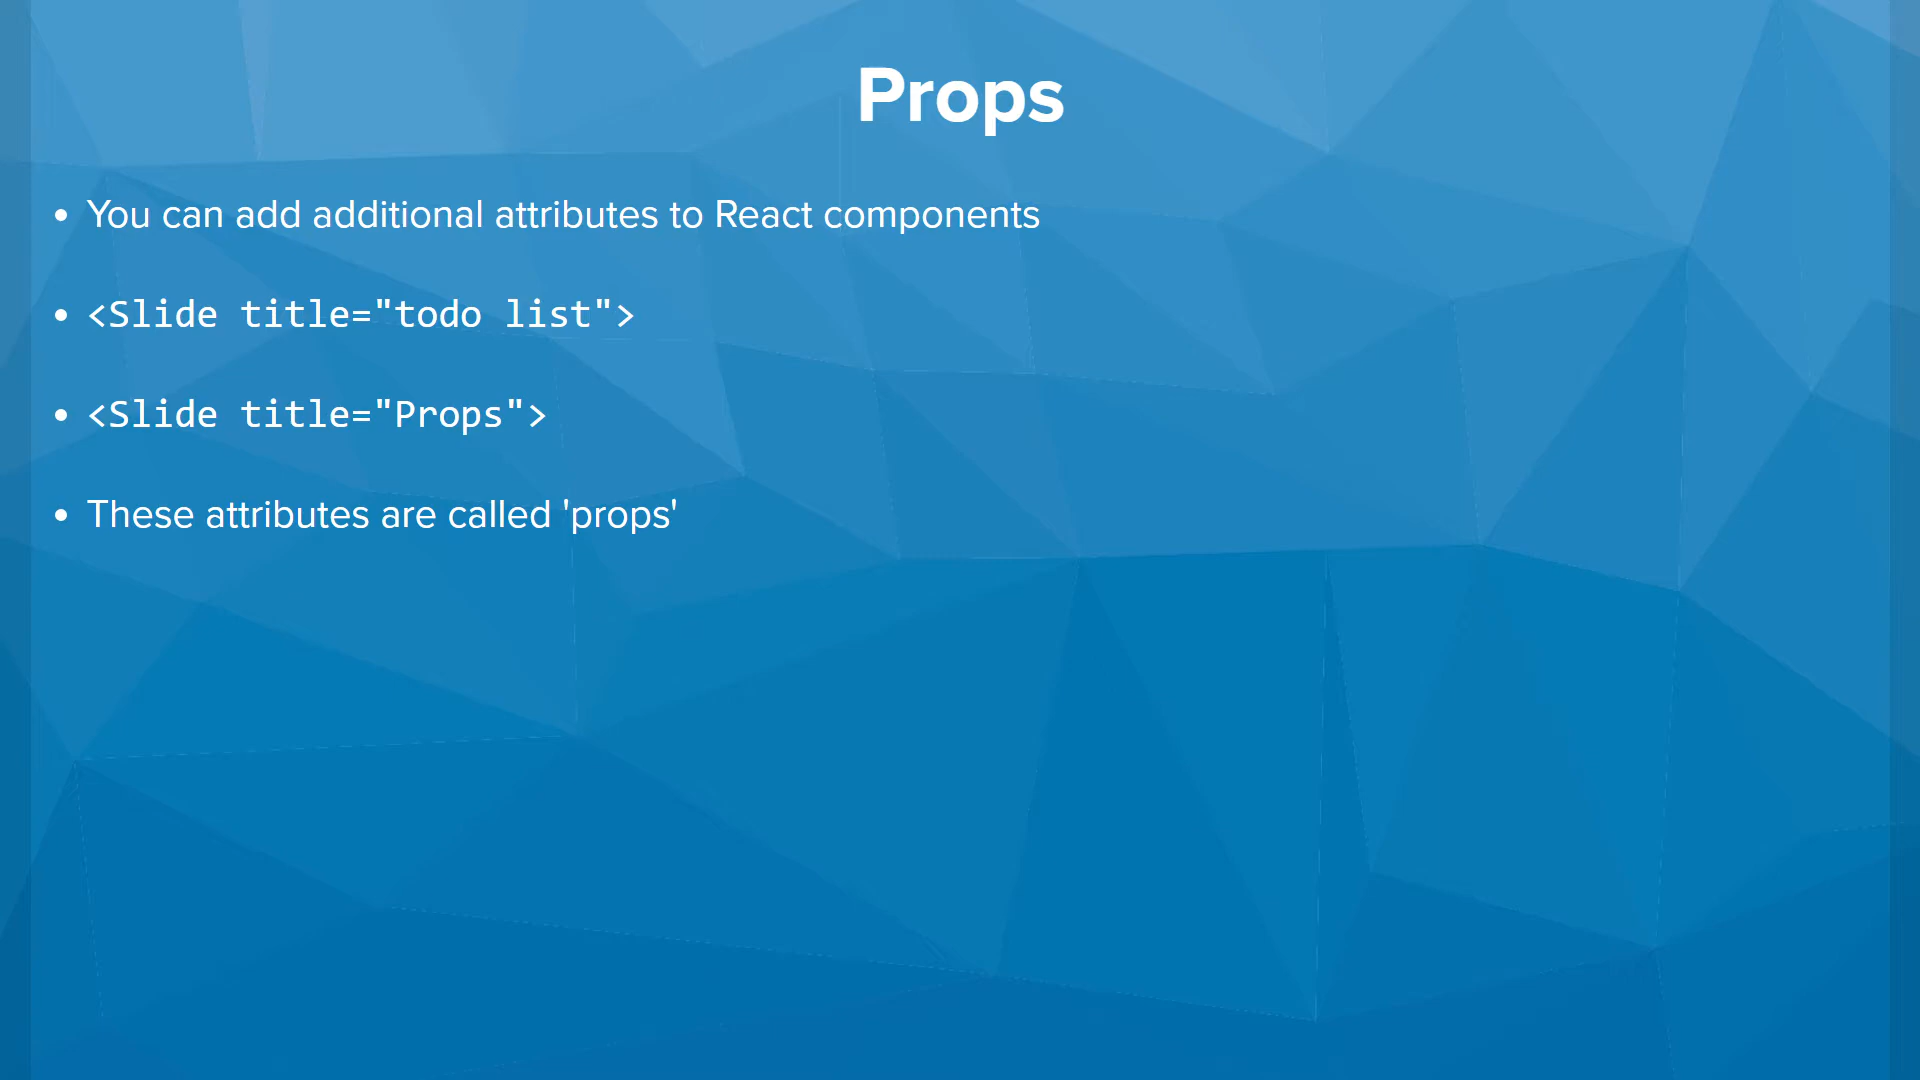 Props
• You can add additional attributes to React components
• <Slide title="todo list">
• <Slide title="Props">
• These attributes are called 'props'